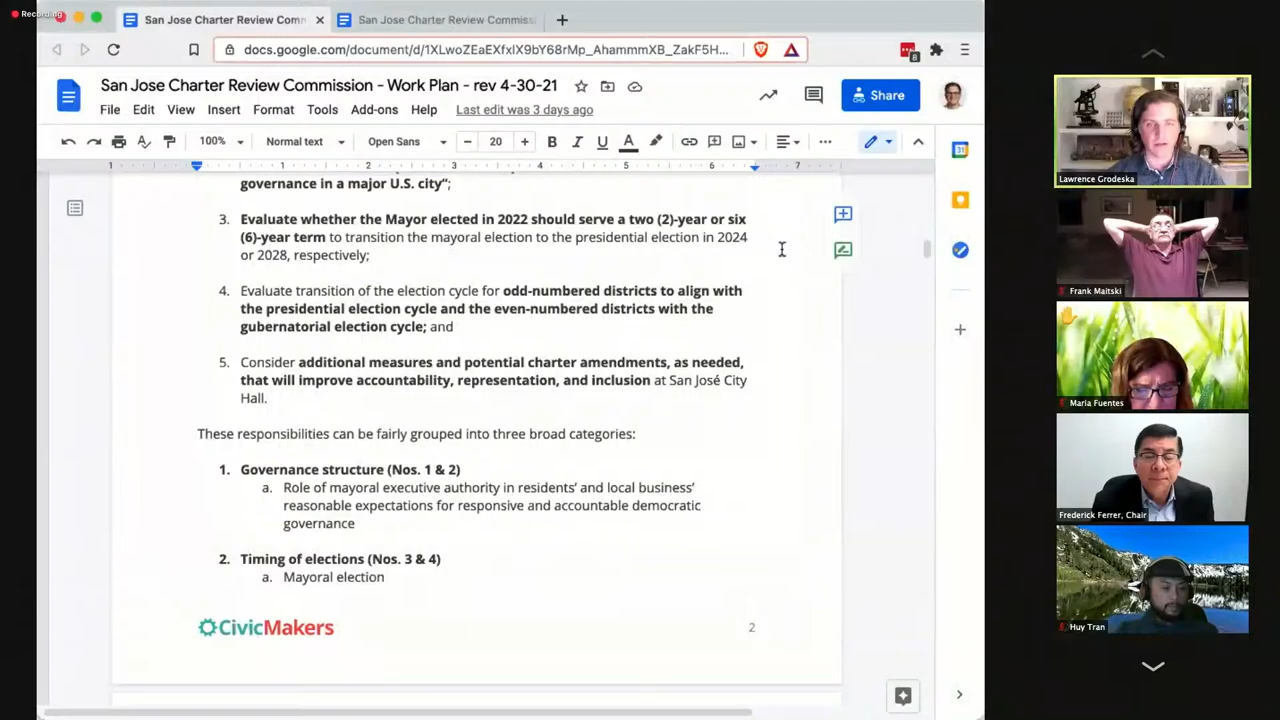 Recording
San Jose Charter Review Comm
San Jose Charter Review Commiss
docs.google.com/document/d/1XLwoZEaEXfxlX9bY68rMp_AhammmXB_ZakF5H...
8
San Jose Charter Review Commission - Work Plan - rev 4-30-21
File Edit View Insert Format Tools Add-ons Help Last edit was 3 days ago
Share
100% Normal text Open Sans 20 B I U A
1 1 2 3 4 5 6 7
governance in a major U.S. city";
3. Evaluate whether the Mayor elected in 2022 should serve a two (2)-year or six
(6)-year term to transition the mayoral election to the presidential election in 2024
or 2028, respectively;
4. Evaluate transition of the election cycle for odd-numbered districts to align with
the presidential election cycle and the even-numbered districts with the
gubernatorial election cycle; and
5. Consider additional measures and potential charter amendments, as needed,
that will improve accountability, representation, and inclusion at San José City
Hall.
These responsibilities can be fairly grouped into three broad categories:
1. Governance structure (Nos. 1 & 2)
a. Role of mayoral executive authority in residents' and local business'
reasonable expectations for responsive and accountable democratic
governance
2. Timing of elections (Nos. 3 & 4)
a. Mayoral election
CivicMakers
2
31
Lawrence Grodeska
Frank Maitski
Maria Fuentes
Frederick Ferrer, Chair
Huy Tran